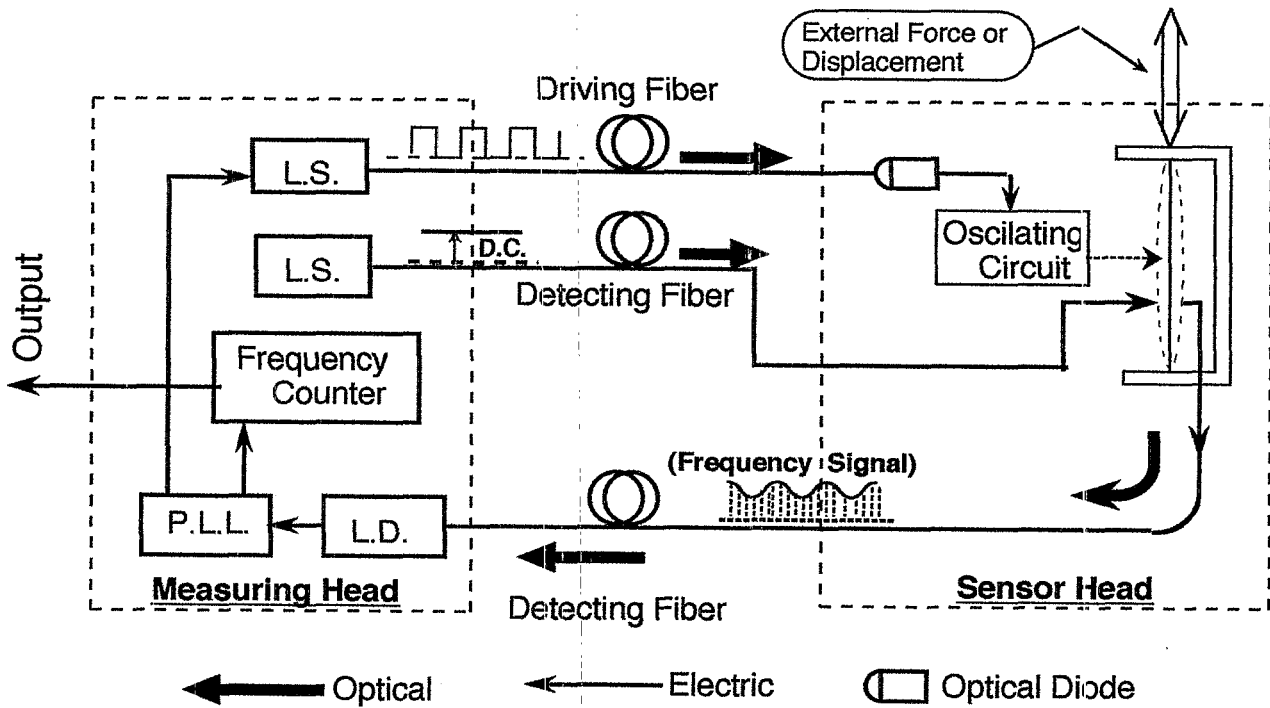 External Force or
Displacement
Driving Fiber
L.S.
L.S.
D.C.
Detecting Fiber
Oscilating
Circuit
Output
Frequency
Counter
(Frequency Signal)
P.L.L.
L.D.
Measuring Head
Sensor Head
Detecting Fiber
Optical
Electric
Optical Diode